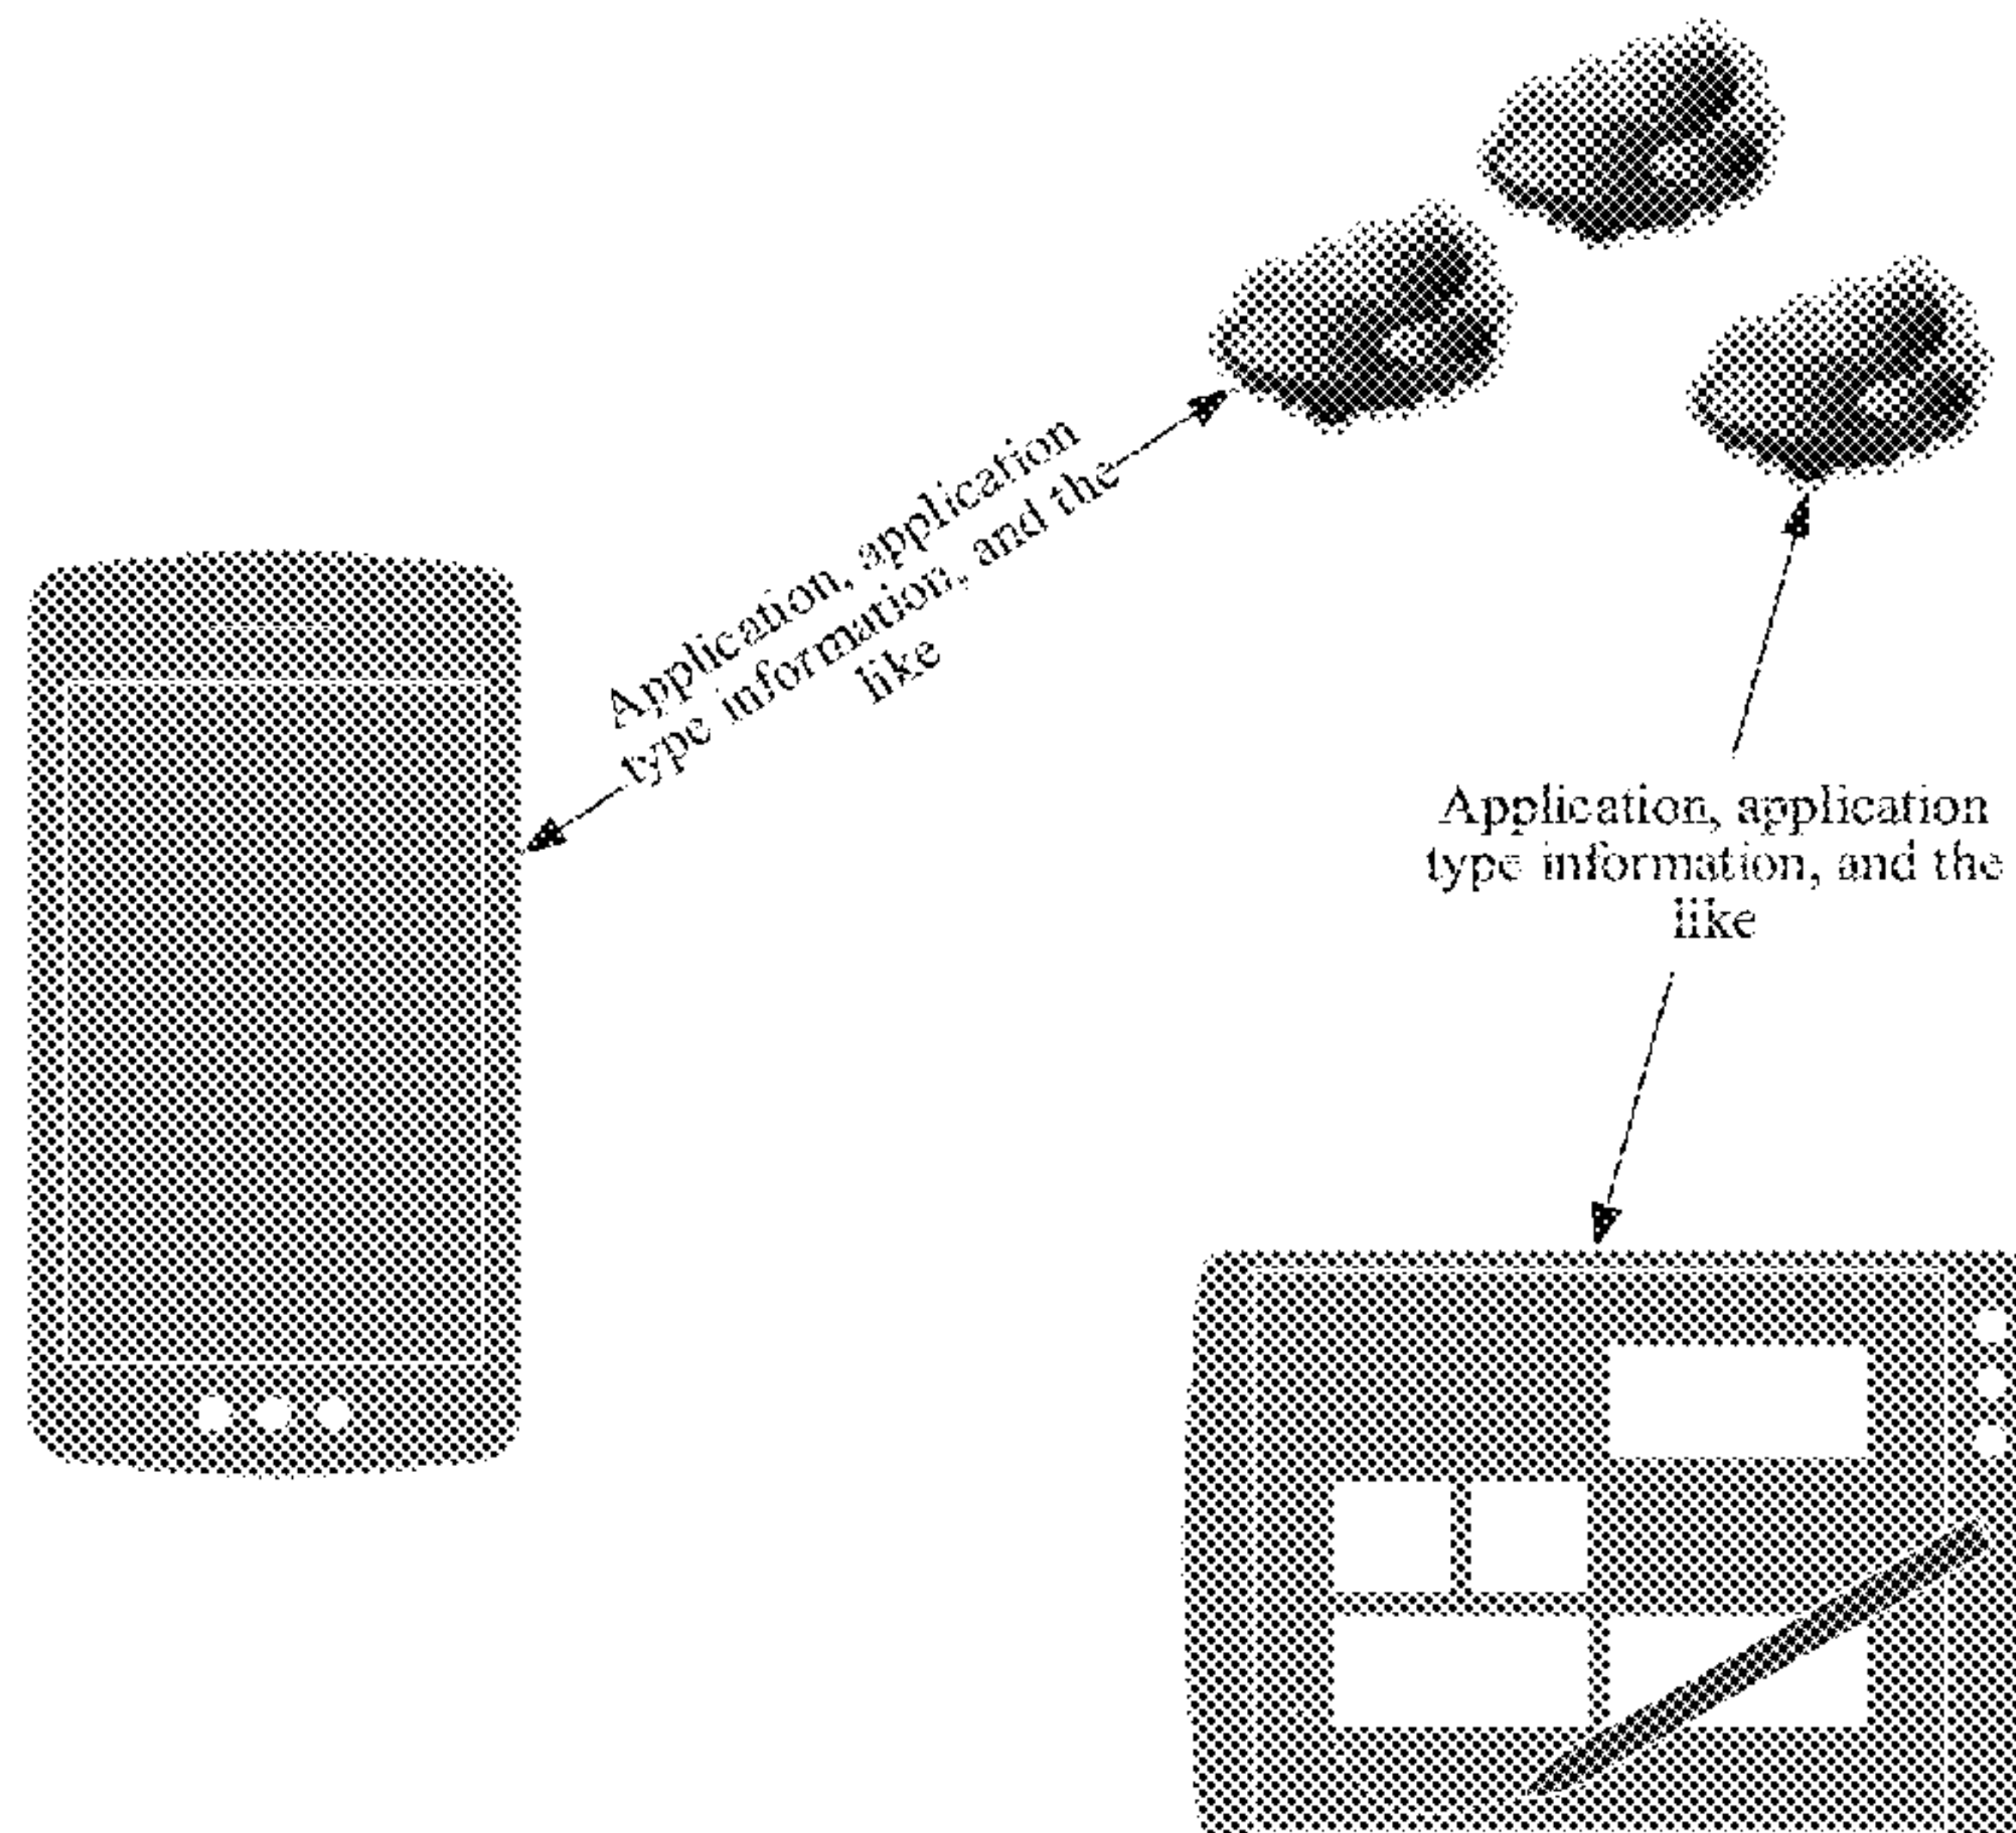 Application, application
type information, and the
like
Application, application
type information, and the
like